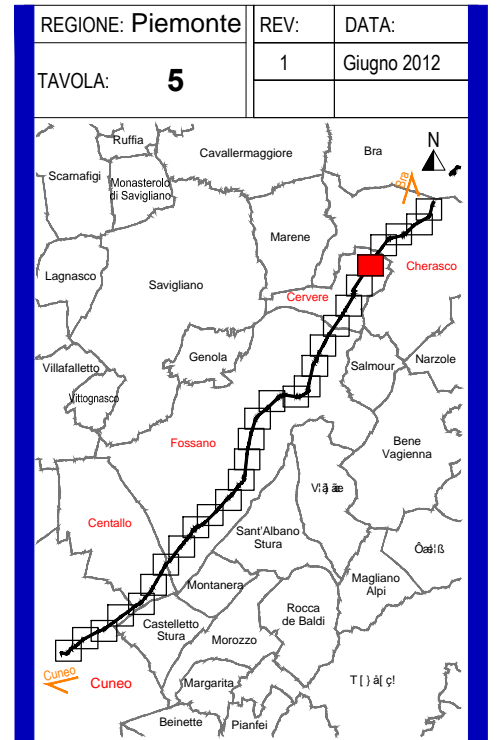 REGIONE: Piemonte
REV:
DATA:
TAVOLA: 5
1
Giugno 2012
Ruffia
Cavallermaggiore
Bra
N
Scarnafigi
Monasterolo
di Savigliano
Bra
Marene
Lagnasco
Savigliano
Cherasco
Cervere
Villafalletto
Genola
Salmour
Narzole
Vottognasco
Fossano
Bene
Vagienna
Centallo
Sant'Albano
Stura
Montanera
Magliano
Alpi
Castelletto
Stura
Rocca
de Baldi
Morozzo
Cuneo
Cuneo
Margarita
Beinette
Pianfei